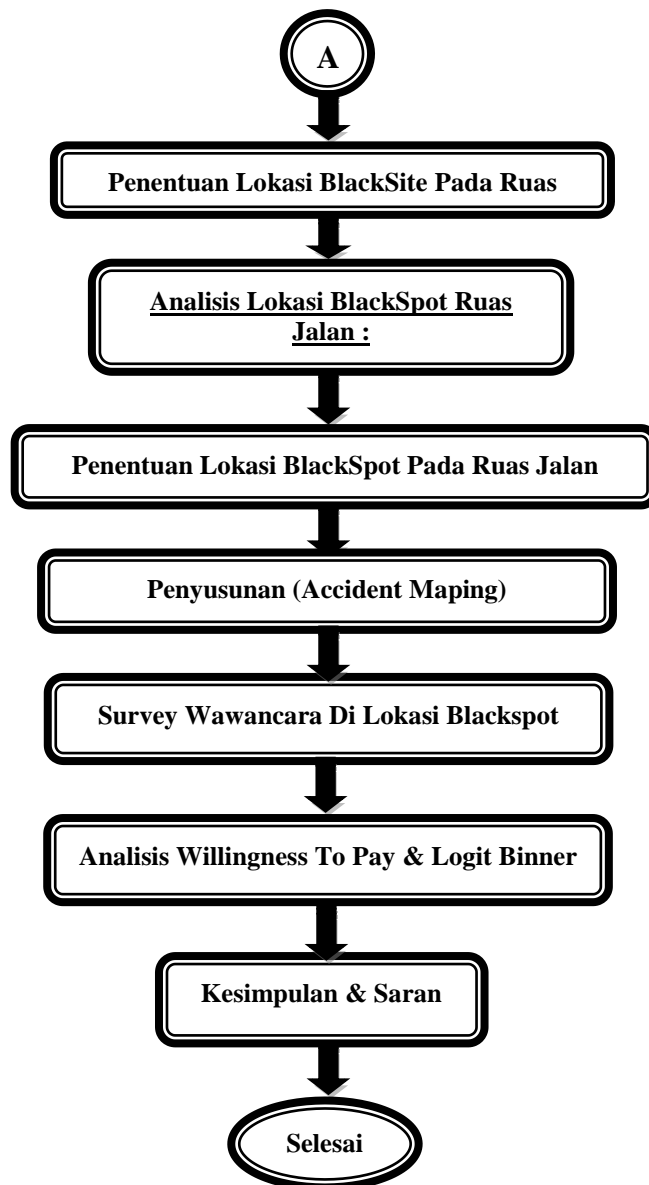 A
Penentuan Lokasi BlackSite Pada Ruas
Analisis Lokasi BlackSpot Ruas
Jalan :
Penentuan Lokasi BlackSpot Pada Ruas Jalan
Penyusunan (Accident Maping)
Survey Wawancara Di Lokasi Blackspot
Analisis Willingness To Pay & Logit Binner
Kesimpulan & Saran
Selesai